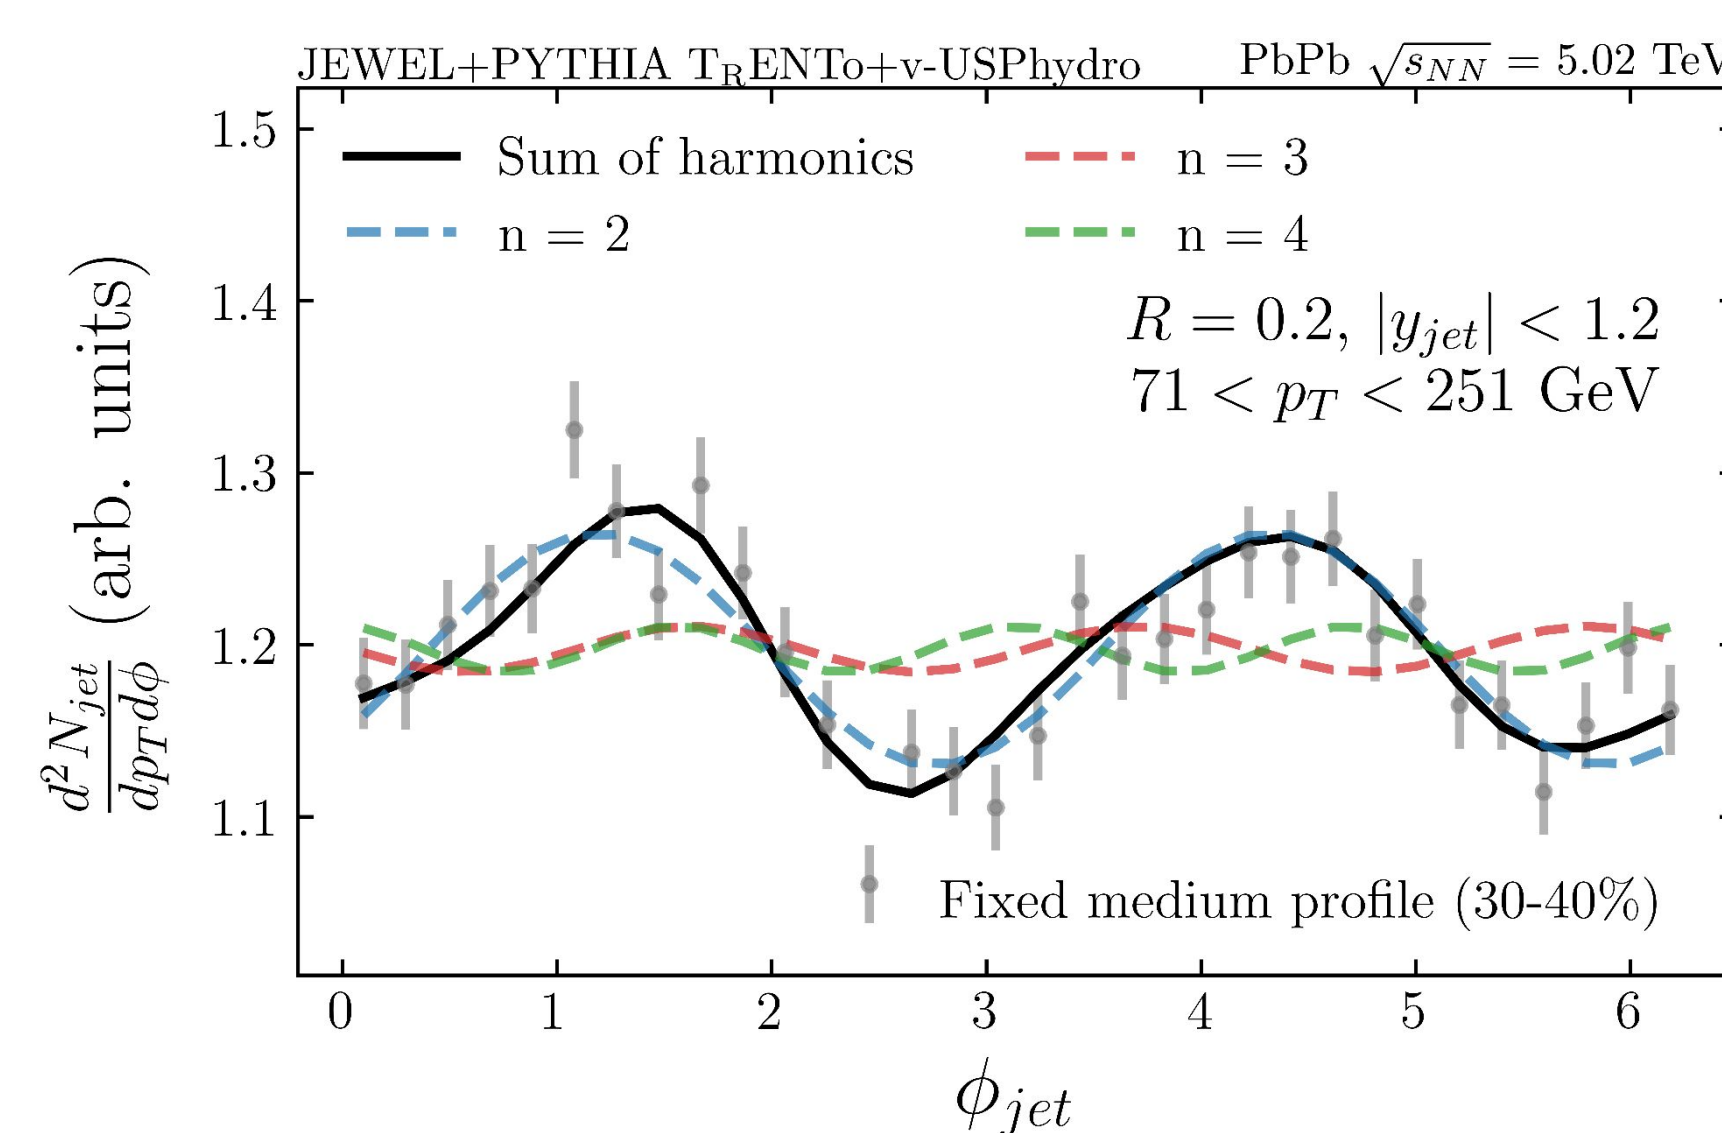 JEWEL+PYTHIA TRENTo+v-USPhydro PbPb √sNN = 5.02 TeV
Sum of harmonics
n = 2
n = 3
n = 4
R = 0.2, |yjet| < 1.2
71 < pT < 251 GeV
1.5
1.4
1.3
1.2
1.1
d²Njet/dpTdϕ (arb. units)
Fixed medium profile (30-40%)
0 1 2 3 4 5 6
ϕjet